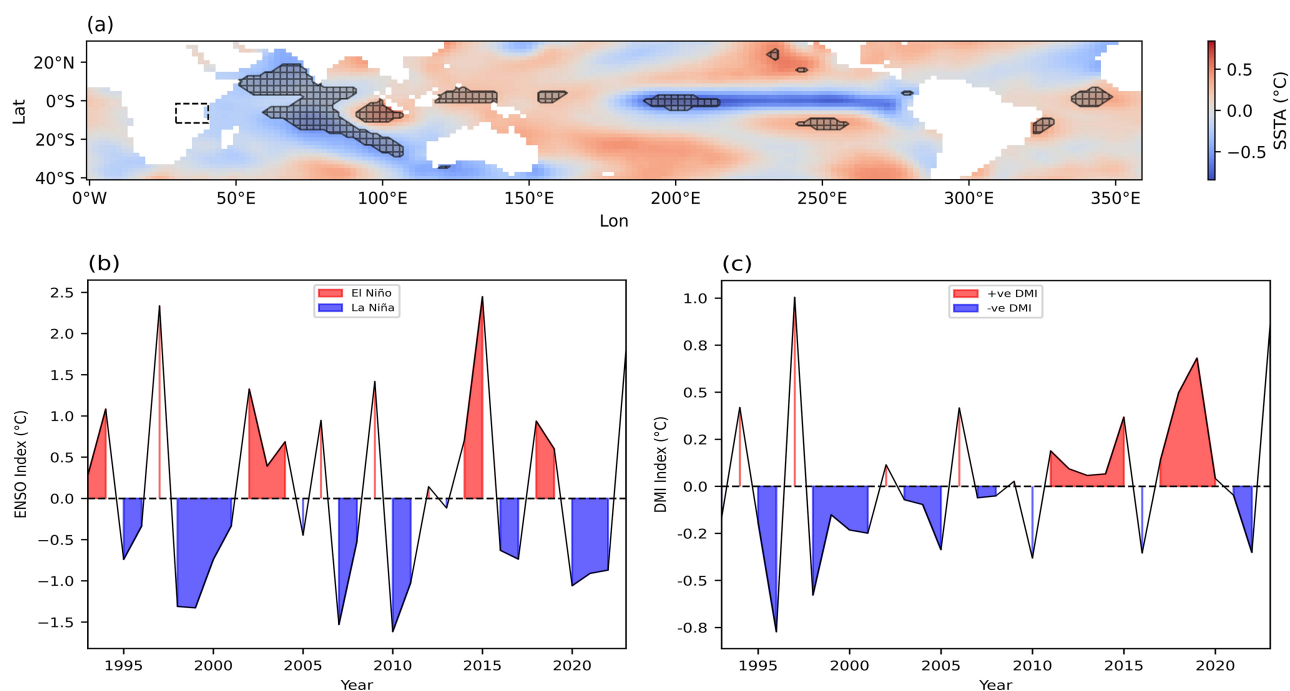 (a)
20°N
0°S
20°S
40°S
Lat
0°W 50°E 100°E 150°E 200°E 250°E 300°E 350°E
Lon
0.5
0.0
−0.5
SSTA (°C)
(b)
El Niño
La Niña
2.5
2.0
1.5
1.0
0.5
0.0
−0.5
−1.0
−1.5
ENSO Index (°C)
1995 2000 2005 2010 2015 2020
Year
(c)
+ve DMI
-ve DMI
1.0
0.8
0.5
0.2
0.0
-0.2
-0.5
-0.8
DMI Index (°C)
1995 2000 2005 2010 2015 2020
Year